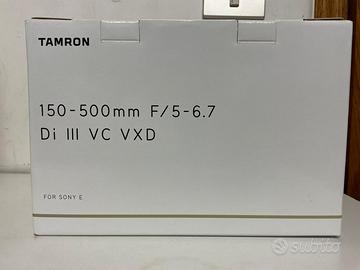 TAMRON
150-500mm F/5-6.7
Di III VC VXD
FOR SONY E
subito